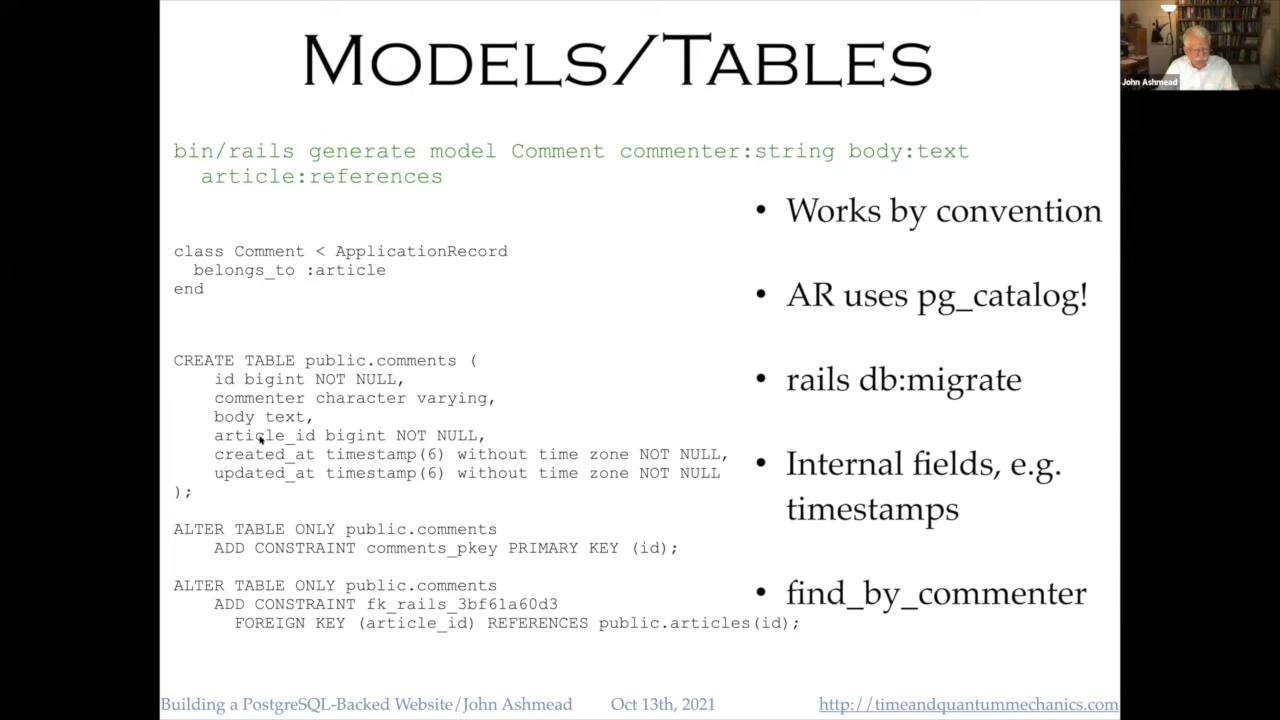 MODELS/TABLES
John Ashmead
bin/rails generate model Comment commenter:string body:text
article:references
class Comment < ApplicationRecord
belongs_to :article
end
CREATE TABLE public.comments (
id bigint NOT NULL,
commenter character varying,
body text,
article_id bigint NOT NULL,
created_at timestamp(6) without time zone NOT NULL,
updated_at timestamp(6) without time zone NOT NULL
);
ALTER TABLE ONLY public.comments
ADD CONSTRAINT comments_pkey PRIMARY KEY (id);
ALTER TABLE ONLY public.comments
ADD CONSTRAINT fk_rails_3bf61a60d3
FOREIGN KEY (article_id) REFERENCES public.articles(id);
• Works by convention
• AR uses pg_catalog!
• rails db:migrate
• Internal fields, e.g.
timestamps
• find_by_commenter
Building a PostgreSQL-Backed Website/John Ashmead Oct 13th, 2021 http://timeandquantummechanics.com